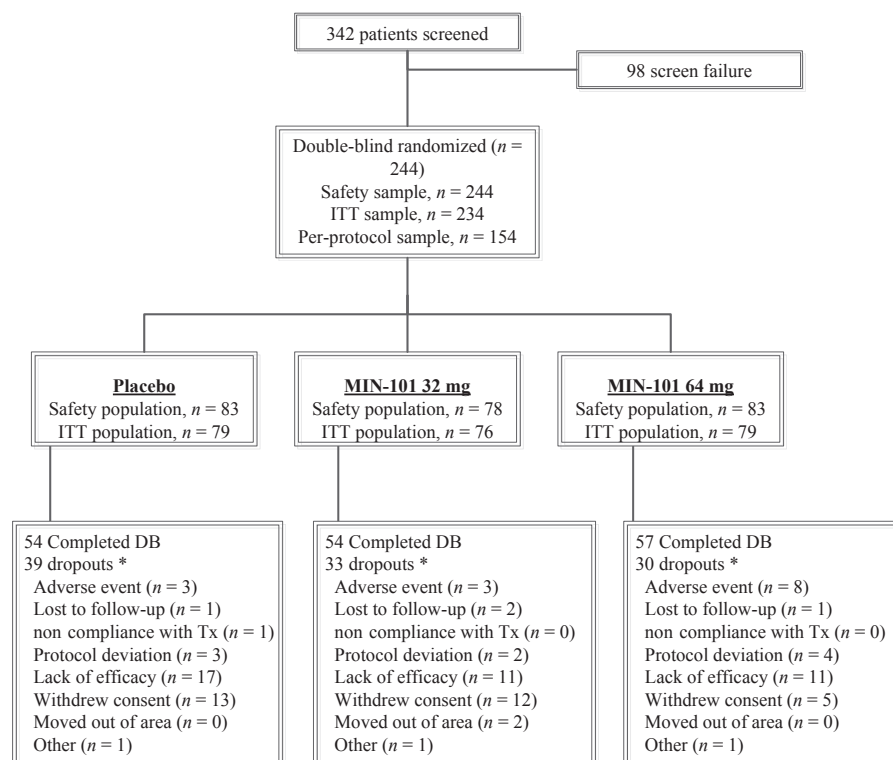 342 patients screened
98 screen failure
Double-blind randomized (n =
244)
Safety sample, n = 244
ITT sample, n = 234
Per-protocol sample, n = 154
Placebo
Safety population, n = 83
ITT population, n = 79
MIN-101 32 mg
Safety population, n = 78
ITT population, n = 76
MIN-101 64 mg
Safety population, n = 83
ITT population, n = 79
54 Completed DB
39 dropouts *
Adverse event (n = 3)
Lost to follow-up (n = 1)
non compliance with Tx (n = 1)
Protocol deviation (n = 3)
Lack of efficacy (n = 17)
Withdrew consent (n = 13)
Moved out of area (n = 0)
Other (n = 1)
54 Completed DB
33 dropouts *
Adverse event (n = 3)
Lost to follow-up (n = 2)
non compliance with Tx (n = 0)
Protocol deviation (n = 2)
Lack of efficacy (n = 11)
Withdrew consent (n = 12)
Moved out of area (n = 2)
Other (n = 1)
57 Completed DB
30 dropouts *
Adverse event (n = 8)
Lost to follow-up (n = 1)
non compliance with Tx (n = 0)
Protocol deviation (n = 4)
Lack of efficacy (n = 11)
Withdrew consent (n = 5)
Moved out of area (n = 0)
Other (n = 1)